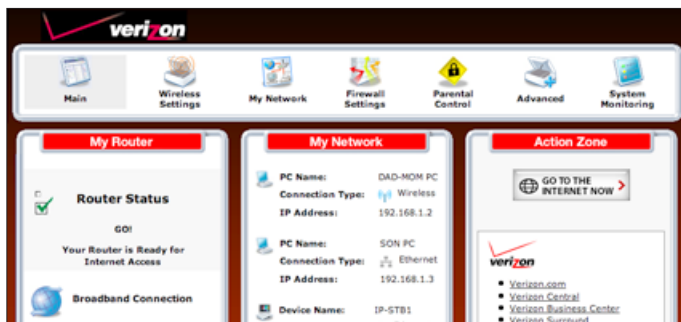 verizon
Main
Wireless
Settings
My Network
Firewall
Settings
Parental
Control
Advanced
System
Monitoring
My Router
Router Status
GO!
Your Router is Ready for
Internet Access
Broadband Connection
My Network
PC Name: DAD-MOM PC
Connection Type: Wireless
IP Address: 192.168.1.2
PC Name: SON PC
Connection Type: Ethernet
IP Address: 192.168.1.3
Device Name: IP-STB1
Action Zone
GO TO THE
INTERNET NOW
verizon
Verizon.com
Verizon Central
Verizon Business Center
Verizon Surround